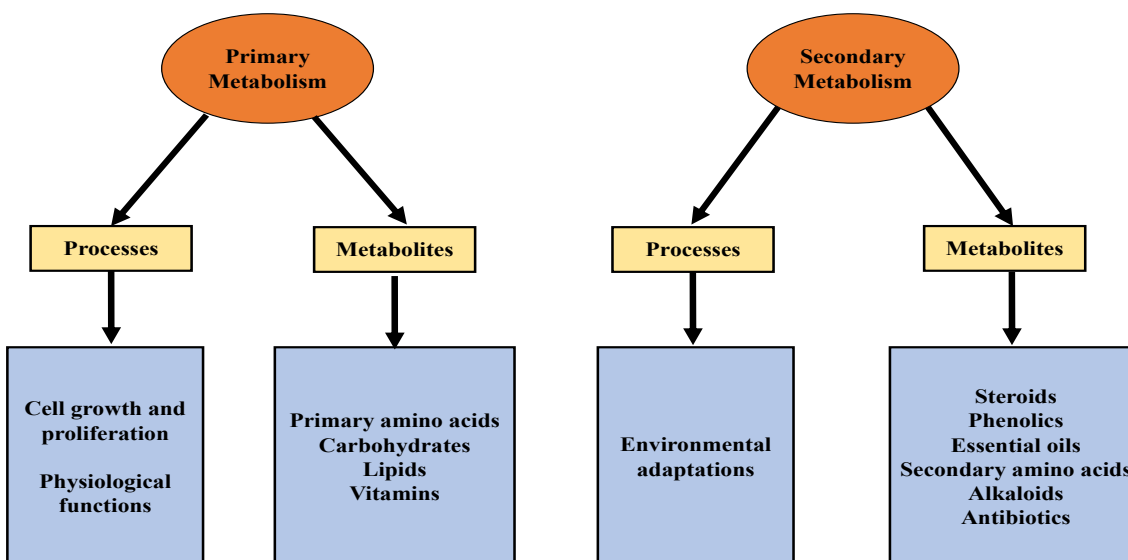 Primary
Metabolism
Secondary
Metabolism
Processes
Metabolites
Processes
Metabolites
Cell growth and
proliferation
Physiological
functions
Primary amino acids
Carbohydrates
Lipids
Vitamins
Environmental
adaptations
Steroids
Phenolics
Essential oils
Secondary amino acids
Alkaloids
Antibiotics